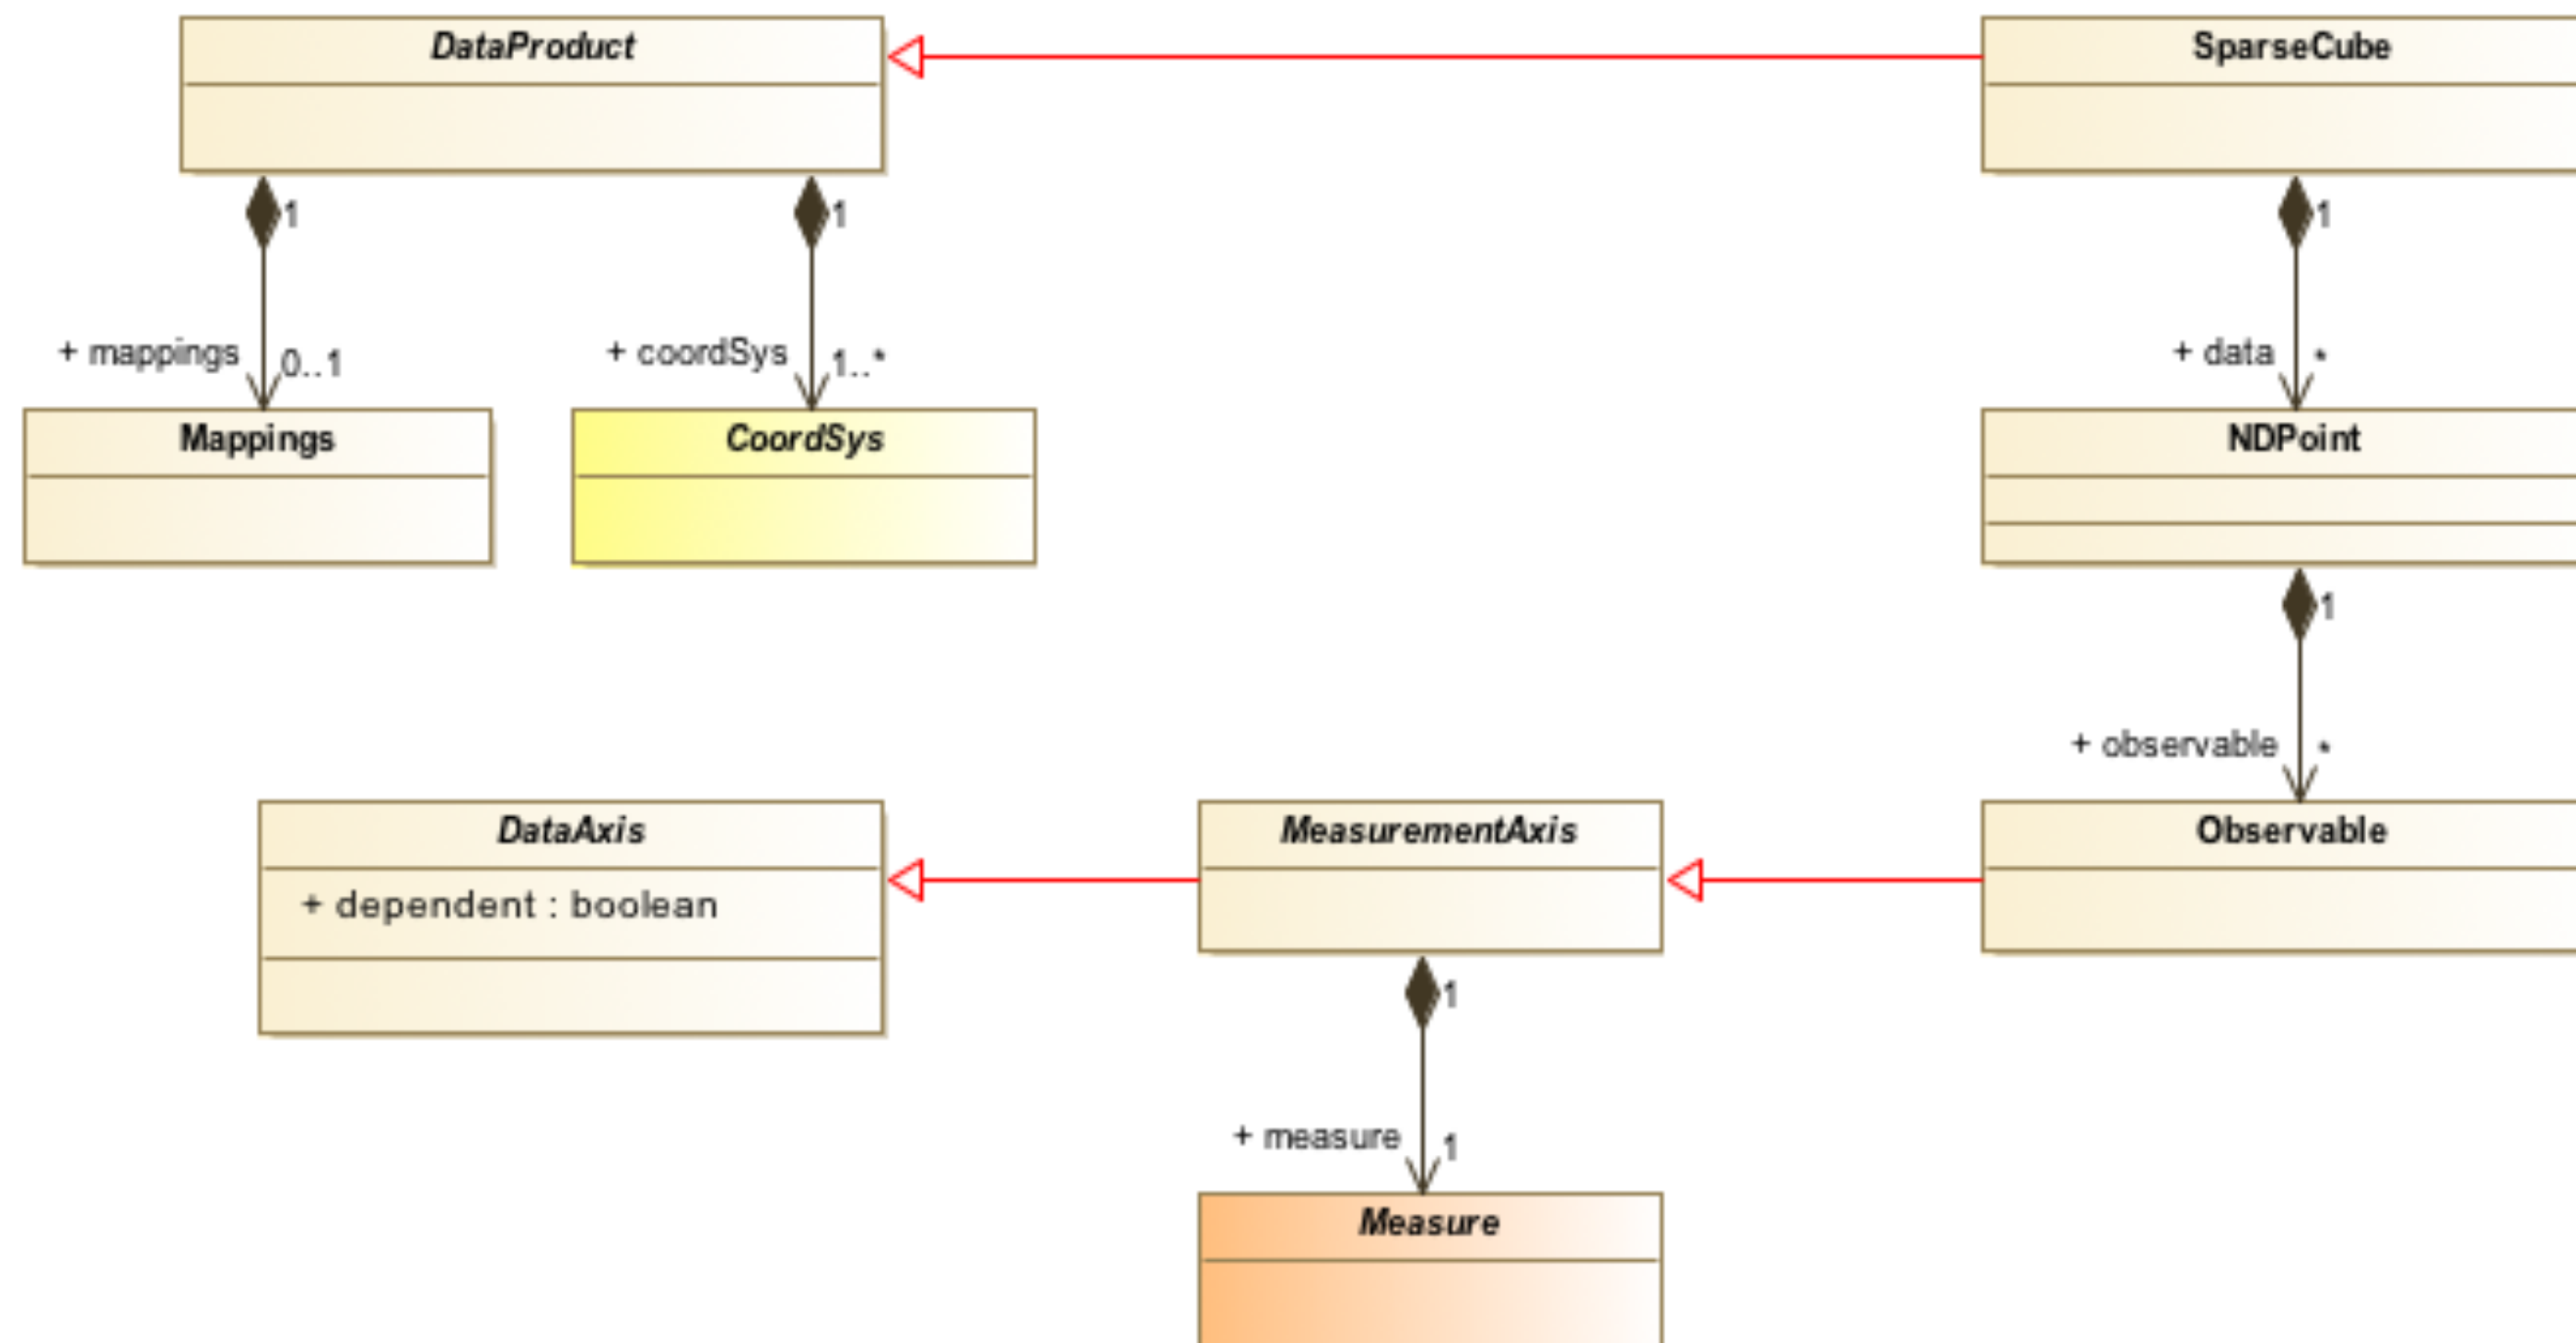 DataProduct
SparseCube
1
1
1
+ mappings
0..1
+ coordSys
1..*
+ data
*
Mappings
CoordSys
NDPoint
1
+ observable
*
DataAxis
MeasurementAxis
Observable
+ dependent : boolean
1
+ measure
1
Measure